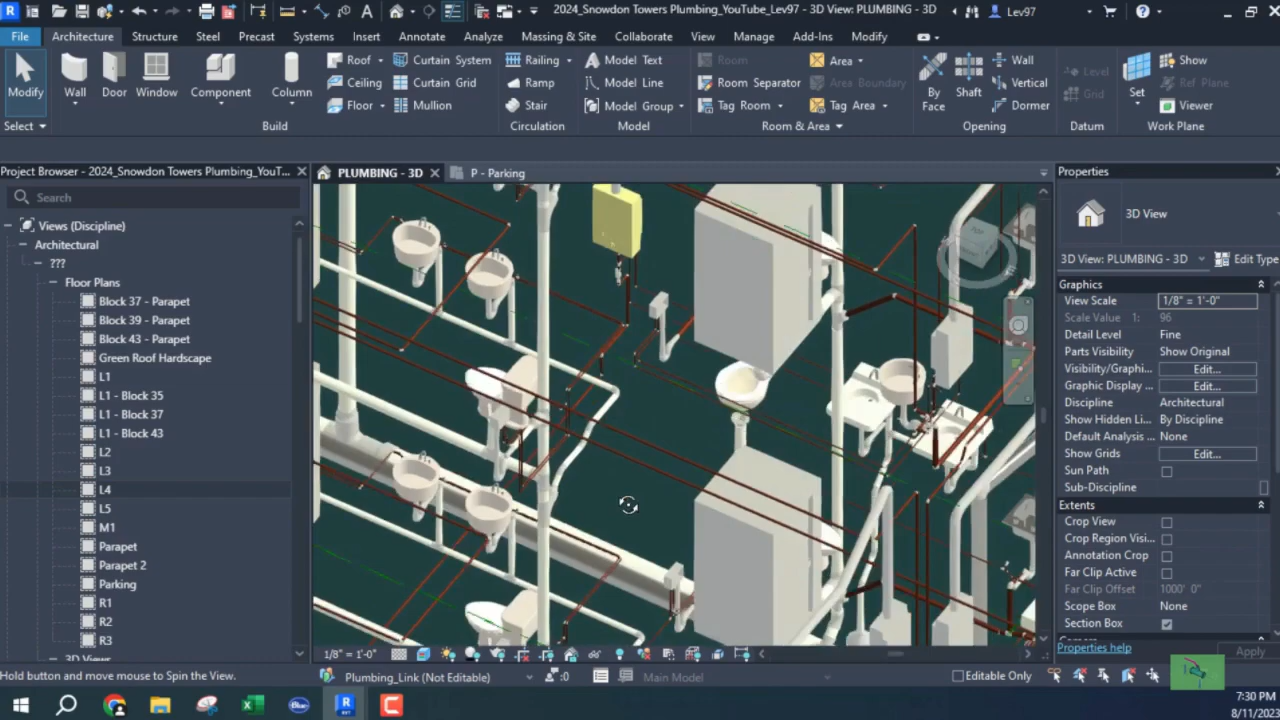 2024_Snowdon Towers Plumbing_YouTube_Lev97 - 3D View: PLUMBING - 3D
Lev97
File Architecture Structure Steel Precast Systems Insert Annotate Analyze Massing & Site Collaborate View Manage Add-Ins Modify
Roof Curtain System Railing Model Text Room Area Wall Level Show
Modify Wall Door Window Component Column Ceiling Curtain Grid Ramp Model Line Room Separator Area Boundary By Face Shaft Vertical Grid Set Ref Plane
Floor Mullion Stair Model Group Tag Room Tag Area Dormer Viewer
Select Build Circulation Model Room & Area Opening Datum Work Plane
Project Browser - 2024_Snowdon Towers Plumbing_YouT...
PLUMBING - 3D
P - Parking
Properties
Search
Views (Discipline)
Architectural
???
Floor Plans
Block 37 - Parapet
Block 39 - Parapet
Block 43 - Parapet
Green Roof Hardscape
L1
L1 - Block 35
L1 - Block 37
L1 - Block 43
L2
L3
L4
L5
M1
Parapet
Parapet 2
Parking
R1
R2
R3
3D Views
TOP
3D View
3D View: PLUMBING - 3D Edit Type
Graphics
View Scale 1/8" = 1'-0"
Scale Value 1: 96
Detail Level Fine
Parts Visibility Show Original
Visibility/Graphi... Edit...
Graphic Display ... Edit...
Discipline Architectural
Show Hidden Li... By Discipline
Default Analysis ... None
Show Grids Edit...
Sun Path
Sub-Discipline
Extents
Crop View
Crop Region Visi...
Annotation Crop
Far Clip Active
Far Clip Offset 1000' 0"
Scope Box None
Section Box
Properties help Apply
1/8" = 1'-0"
Hold button and move mouse to Spin the View.
Plumbing_Link (Not Editable)
:0
Main Model
Editable Only
Blue
7:30 PM
8/11/2023